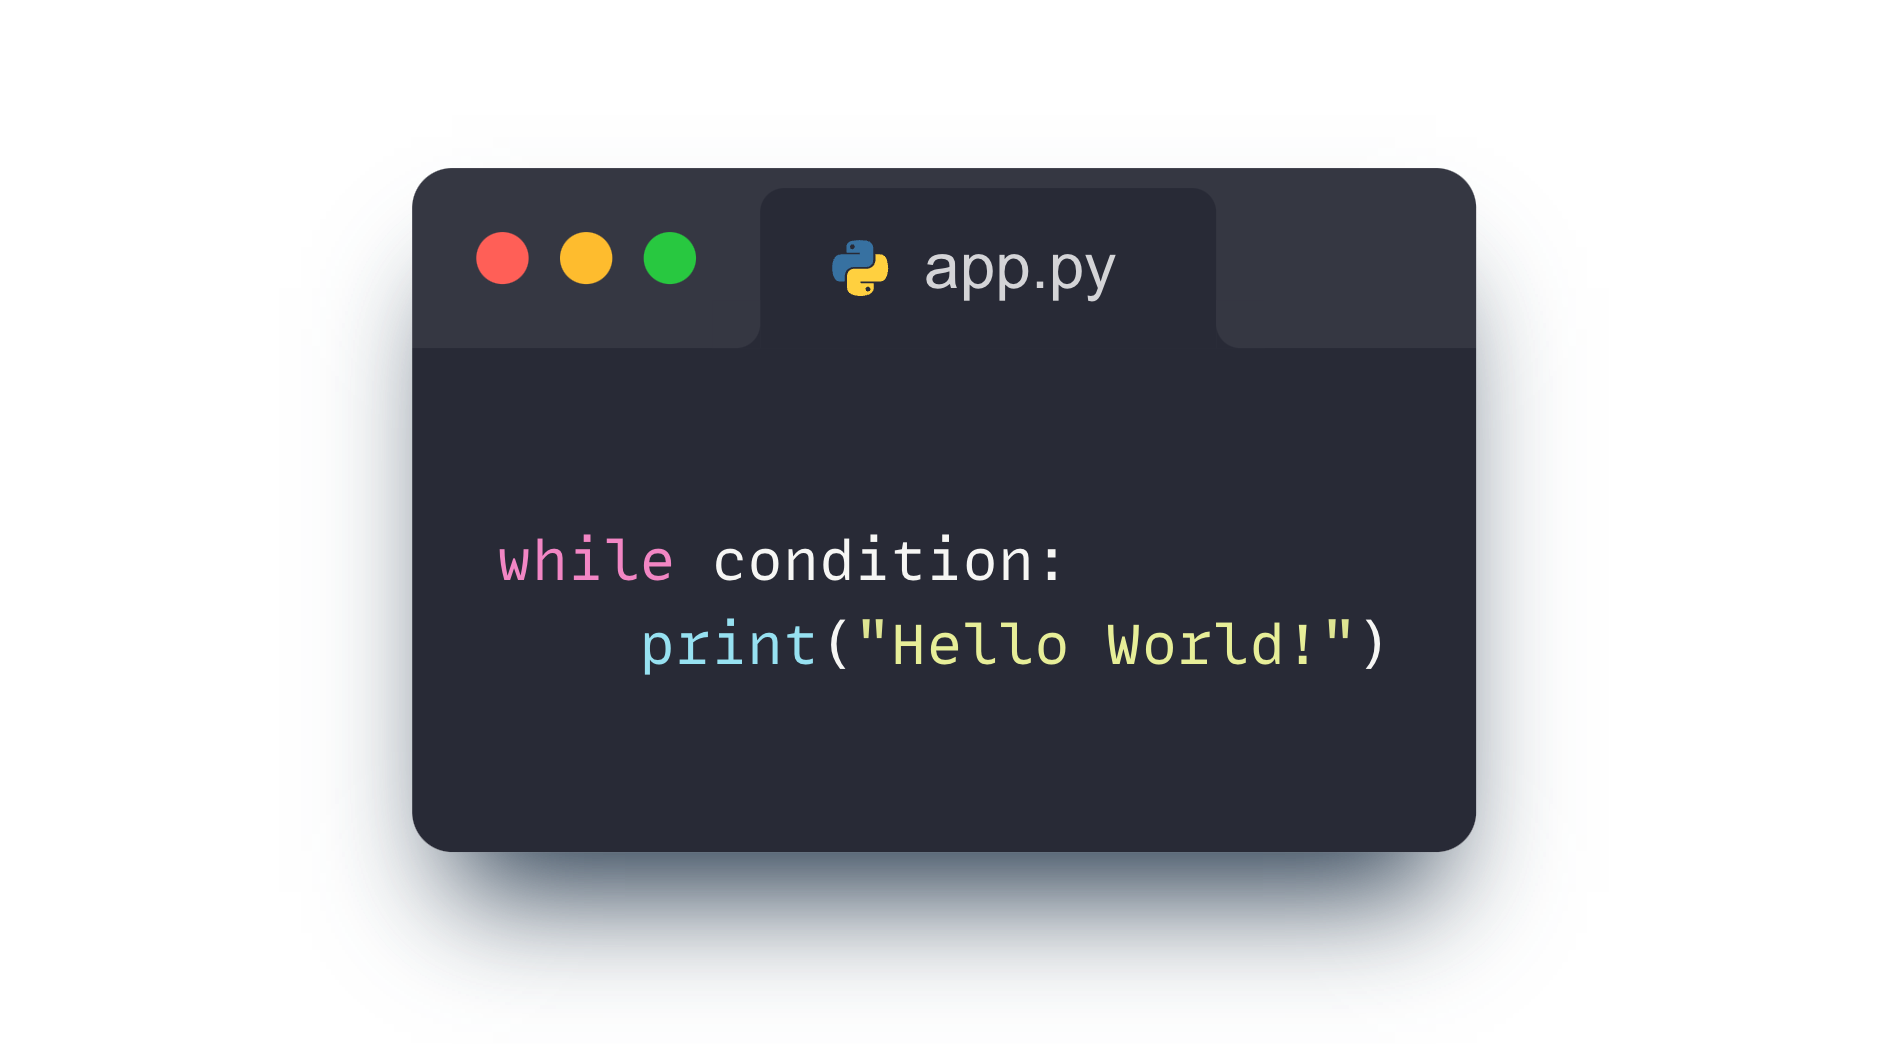 app.py
while condition:
    print("Hello World!")